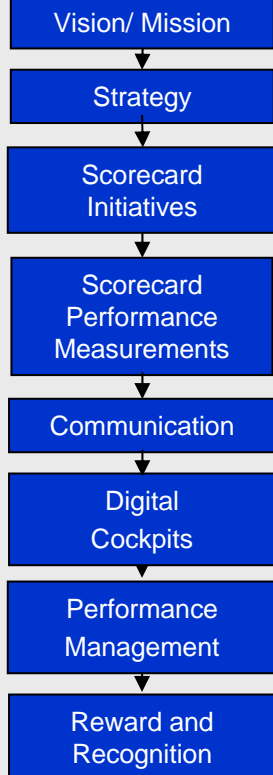 Vision/ Mission
Strategy
Scorecard
Initiatives
Scorecard
Performance
Measurements
Communication
Digital
Cockpits
Performance
Management
Reward and
Recognition